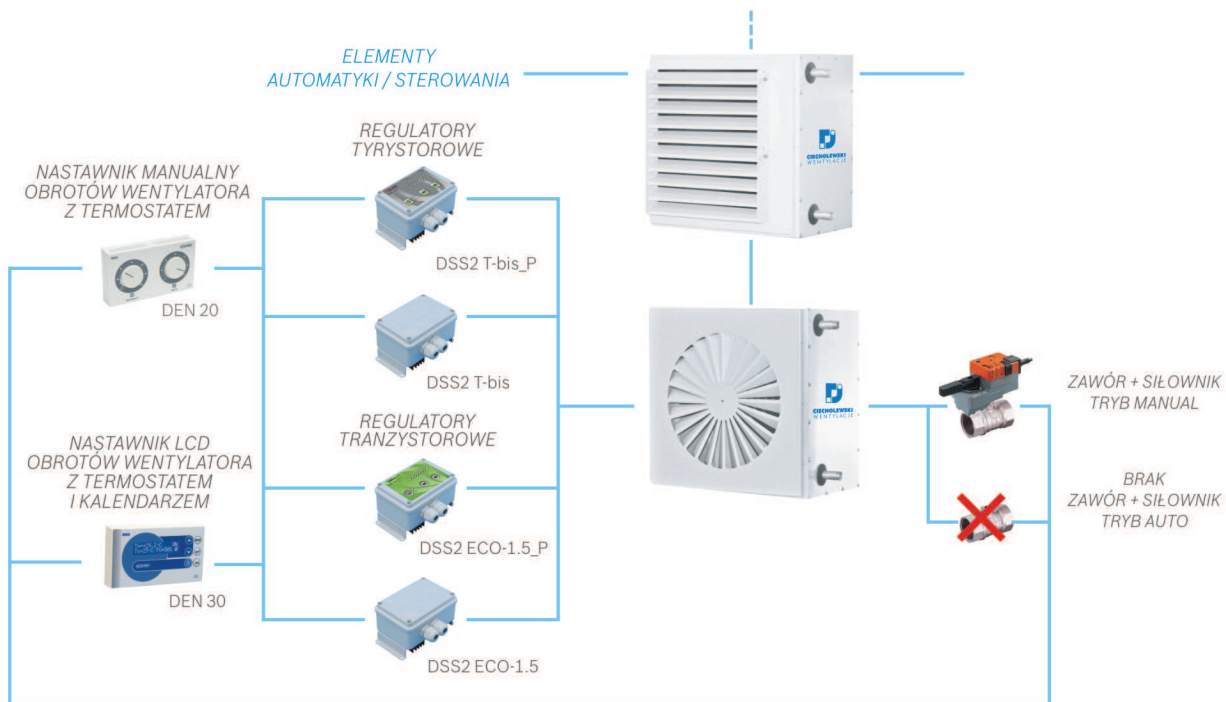 ELEMENTY
AUTOMATYKI / STEROWANIA
REGULATORY
TYRYSTOROWE
NASTAWNIK MANUALNY
OBROTÓW WENTYLATORA
Z TERMOSTATEM
CIECHOLEWSKI
WENTYLACJE
DSS2 T-bis_P
DEN 20
DSS2 T-bis
CIECHOLEWSKI
WENTYLACJE
ZAWÓR + SIŁOWNIK
TRYB MANUAL
REGULATORY
TRANZYSTOROWE
NASTAWNIK LCD
OBROTÓW WENTYLATORA
Z TERMOSTATEM
I KALENDARZEM
BRAK
ZAWÓR + SIŁOWNIK
TRYB AUTO
DSS2 ECO-1.5_P
DEN 30
DSS2 ECO-1.5